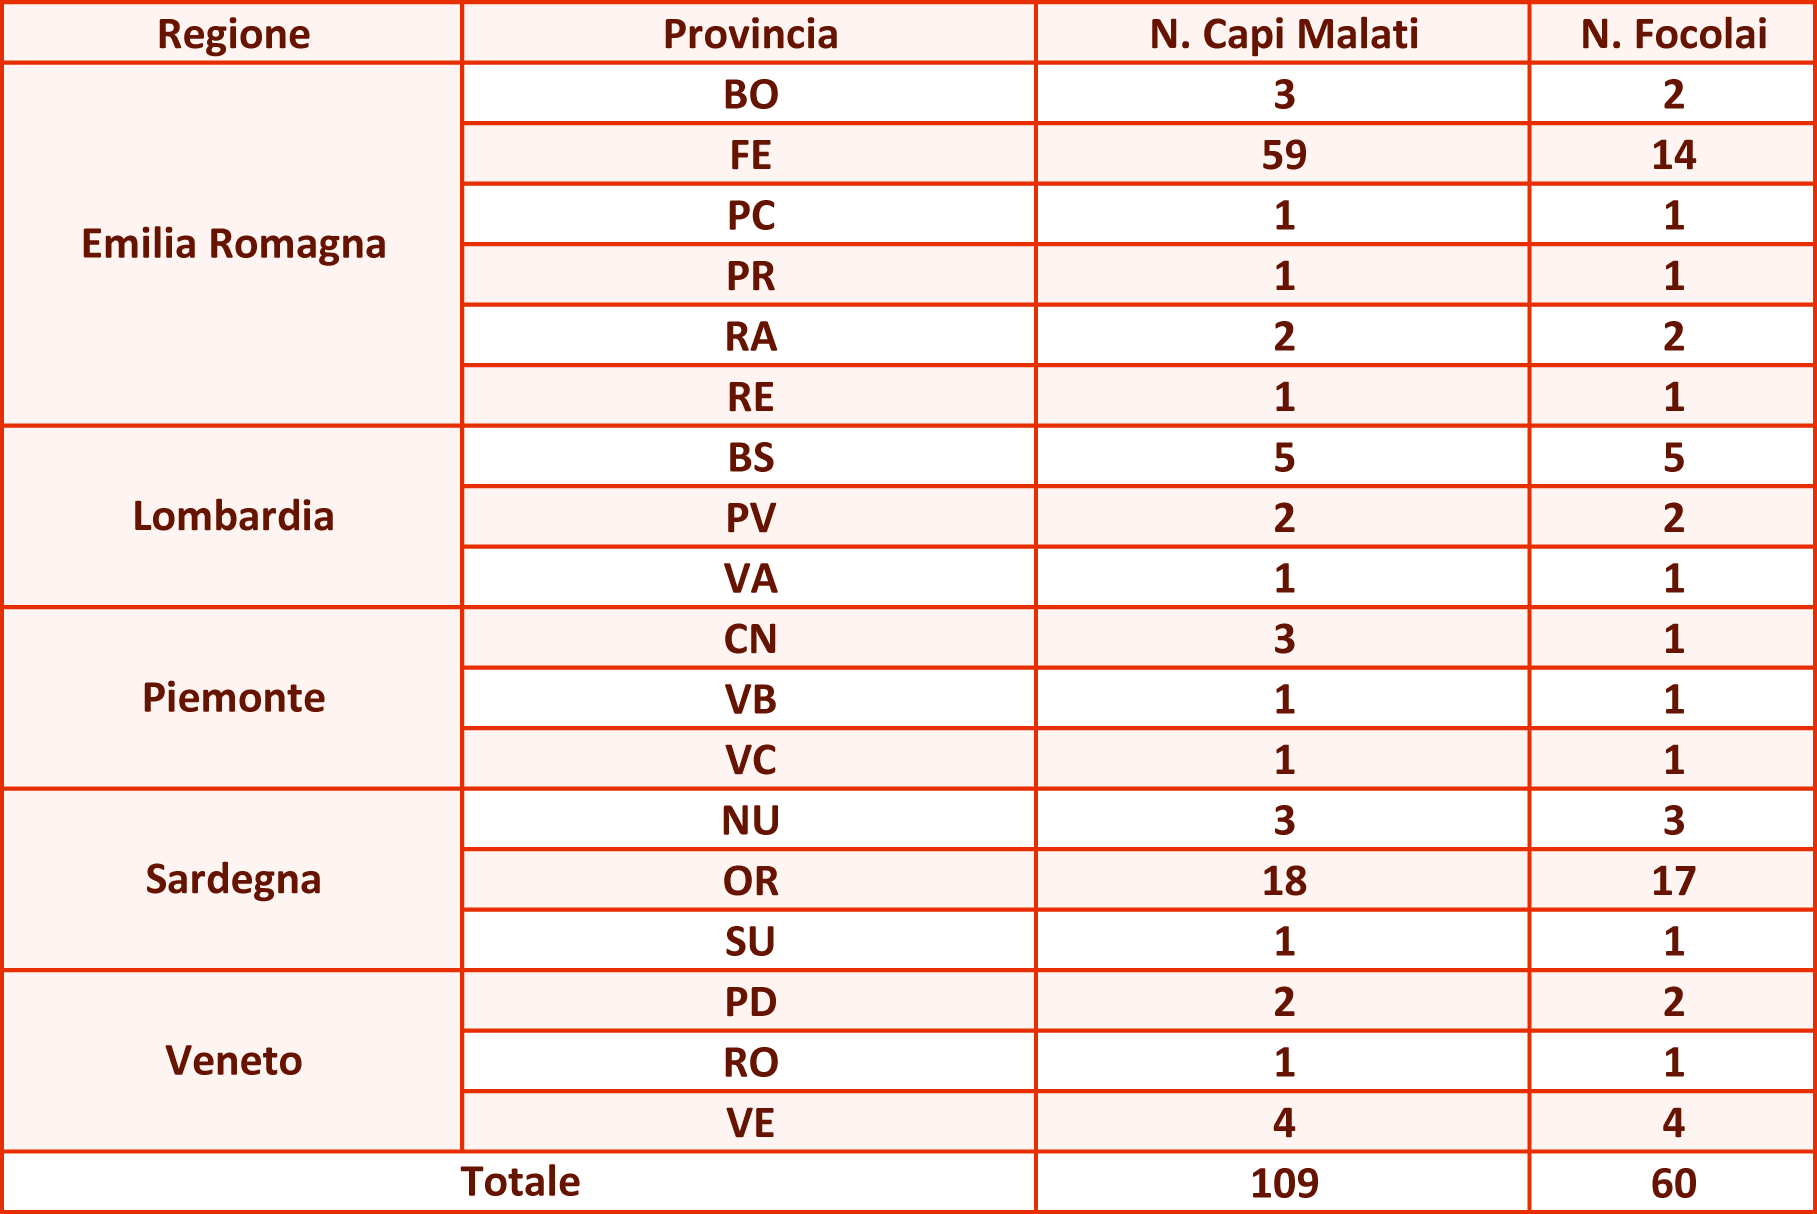 Regione Provincia N. Capi Malati N. Focolai
Emilia Romagna BO 3 2
FE 59 14
PC 1 1
PR 1 1
RA 2 2
RE 1 1
Lombardia BS 5 5
PV 2 2
VA 1 1
Piemonte CN 3 1
VB 1 1
VC 1 1
Sardegna NU 3 3
OR 18 17
SU 1 1
Veneto PD 2 2
RO 1 1
VE 4 4
Totale 109 60